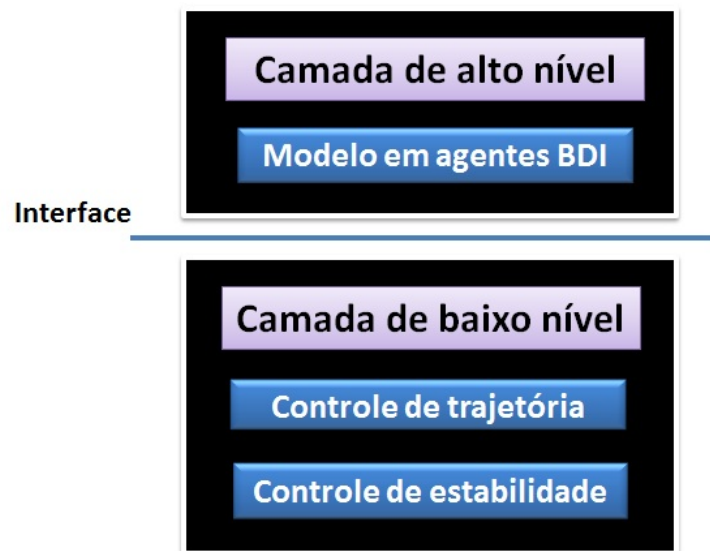 Camada de alto nível
Modelo em agentes BDI
Interface
Camada de baixo nível
Controle de trajetória
Controle de estabilidade